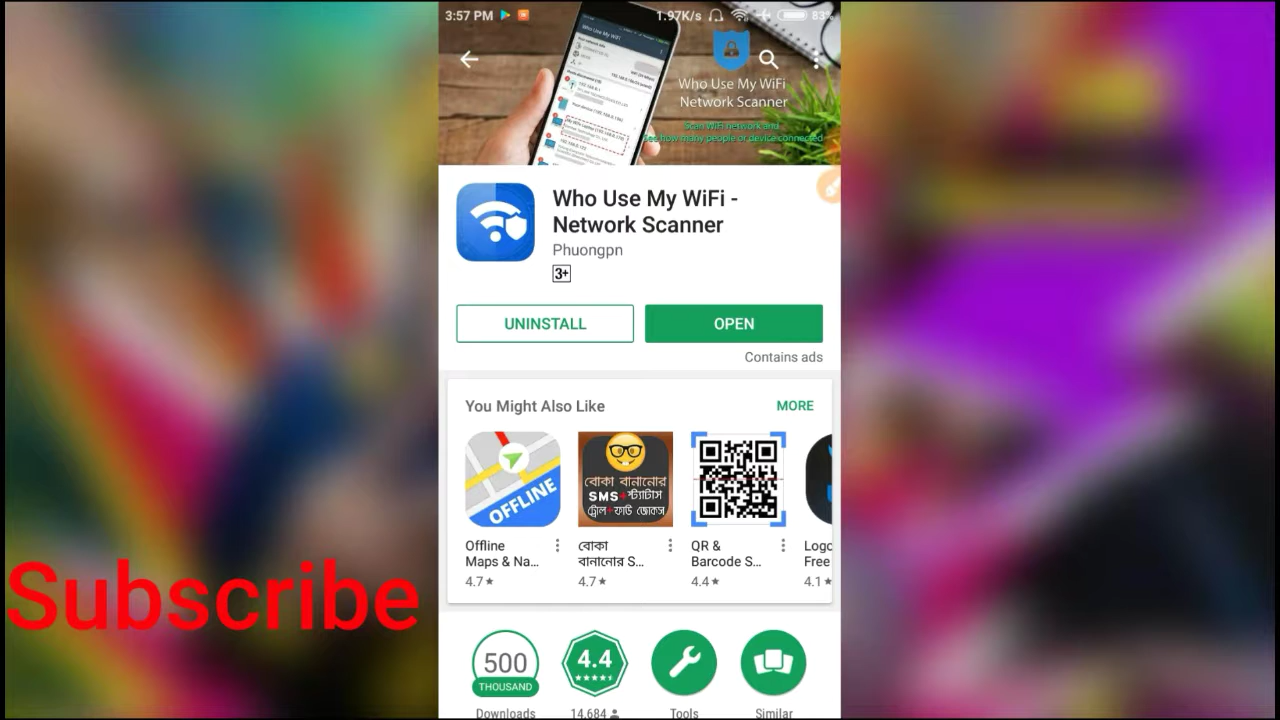 3:57 PM
1.97K/s
83%
Who Use My WiFi
Network Scanner
Scan WiFi network and
See how many people or device connected
Who Use My WiFi -
Network Scanner
Phuongpn
3+
UNINSTALL
OPEN
Contains ads
You Might Also Like
MORE
OFFLINE
বোকা বানানোর
SMS+স্ট্যাটাস
ট্রোল+ফাউ জোকস
Offline
Maps & Na...
4.7
বোকা
বানানোর S...
4.7
QR &
Barcode S...
4.4
Logo
Free
4.1
Subscribe
500
THOUSAND
Downloads
4.4
14,684
Tools
Similar